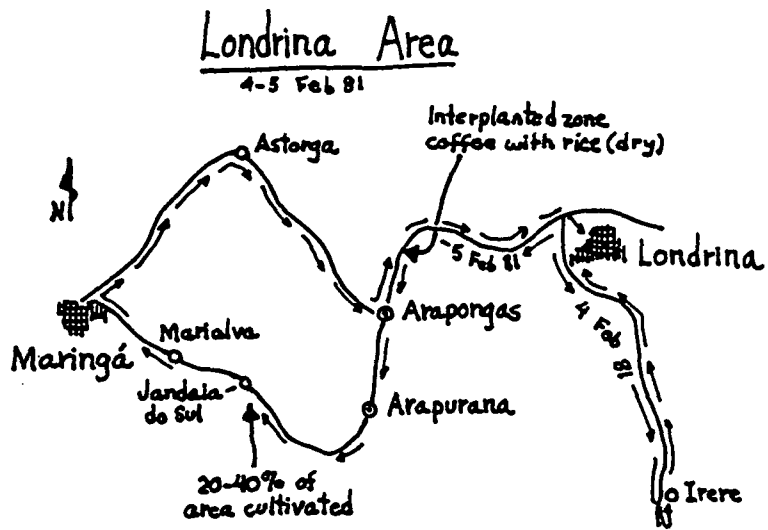 Londrina Area
4-5 Feb 81
Interplanted zone
coffee with rice (dry)
Astorga
N
5 Feb 81
Londrina
Arapongas
4 Feb 81
Marialva
Maringá
Jandaia
do Sul
Arapurana
20-40% of
area cultivated
Irere
N